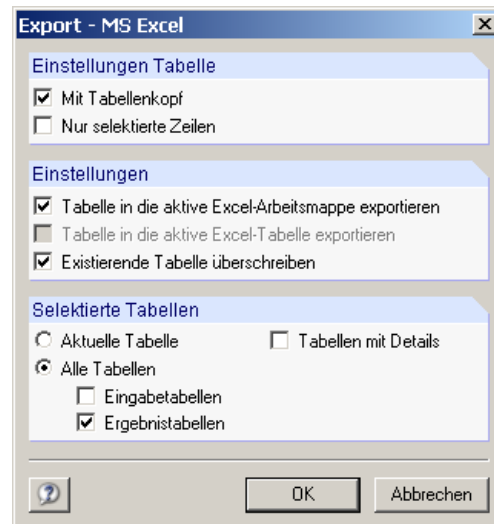 Export - MS Excel
Einstellungen Tabelle
Mit Tabellenkopf
Nur selektierte Zeilen
Einstellungen
Tabelle in die aktive Excel-Arbeitsmappe exportieren
Tabelle in die aktive Excel-Tabelle exportieren
Existierende Tabelle überschreiben
Selektierte Tabellen
Aktuelle Tabelle
Tabellen mit Details
Alle Tabellen
Eingabetabellen
Ergebnistabellen
OK
Abbrechen